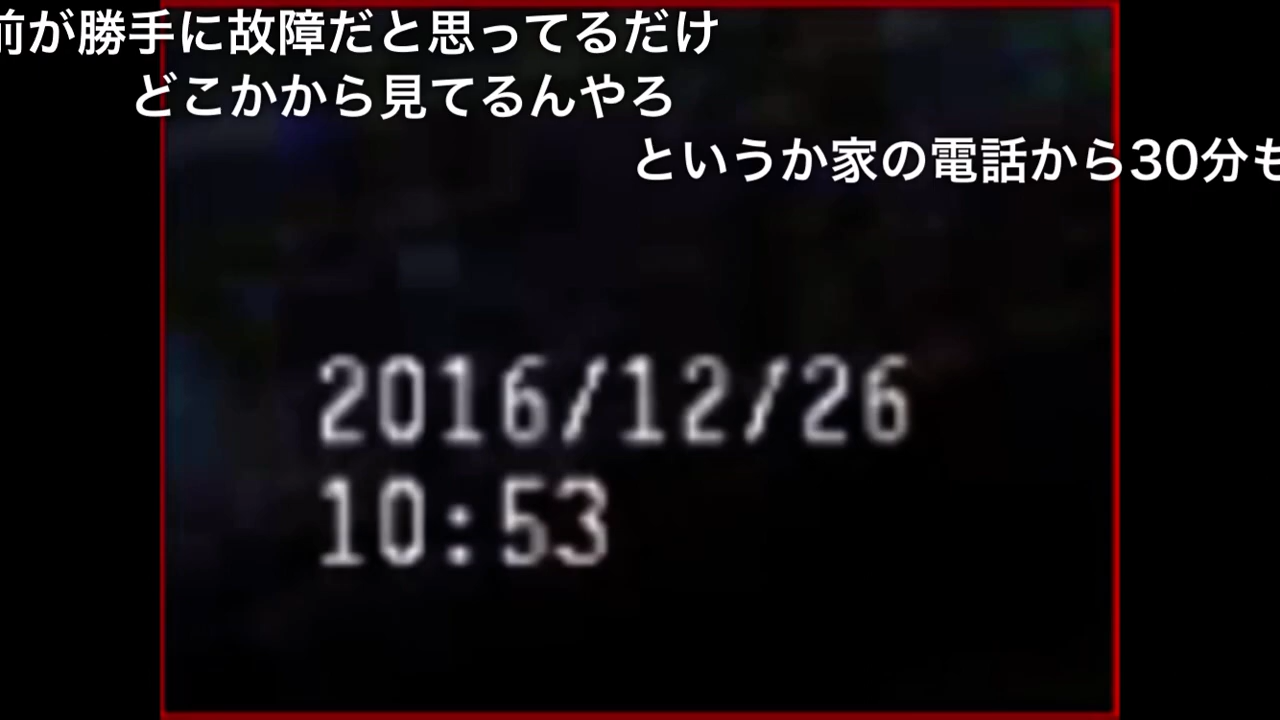 前が勝手に故障だと思ってるだけ
どこかから見てるんやろ
というか家の電話から30分も
2016/12/26
10:53